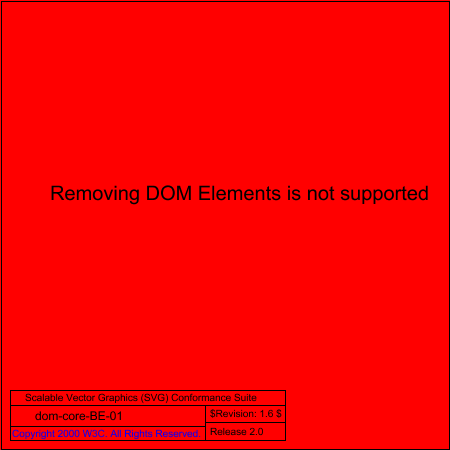 Removing DOM Elements is not supported
Scalable Vector Graphics (SVG) Conformance Suite
dom-core-BE-01
$Revision: 1.6 $
Copyright 2000 W3C. All Rights Reserved.
Release 2.0